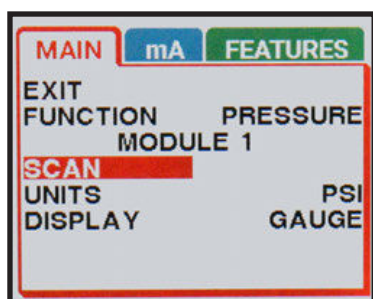 MAIN mA FEATURES
EXIT
FUNCTION PRESSURE
MODULE 1
SCAN
UNITS PSI
DISPLAY GAUGE